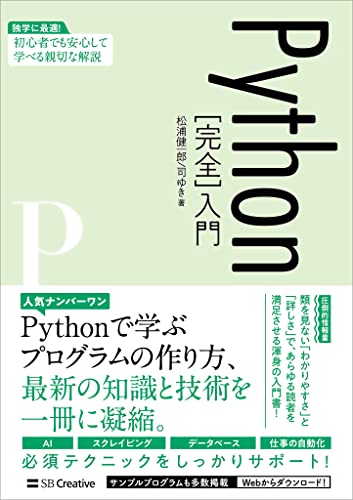 独学に最適!
初心者でも安心して
学べる親切な解説
Python
[完全]入門
松浦健一郎/司ゆき 著
P
人気ナンバーワン
Pythonで学ぶ
プログラムの作り方、
最新の知識と技術を
一冊に凝縮。
圧倒的情報量
類を見ない「わかりやすさ」と
「詳しさ」で、あらゆる読者を
満足させる渾身の入門書!
AI
スクレイピング
データベース
仕事の自動化
必須テクニックをしっかりサポート!
SB Creative
サンプルプログラムも多数掲載
Webからダウンロード!